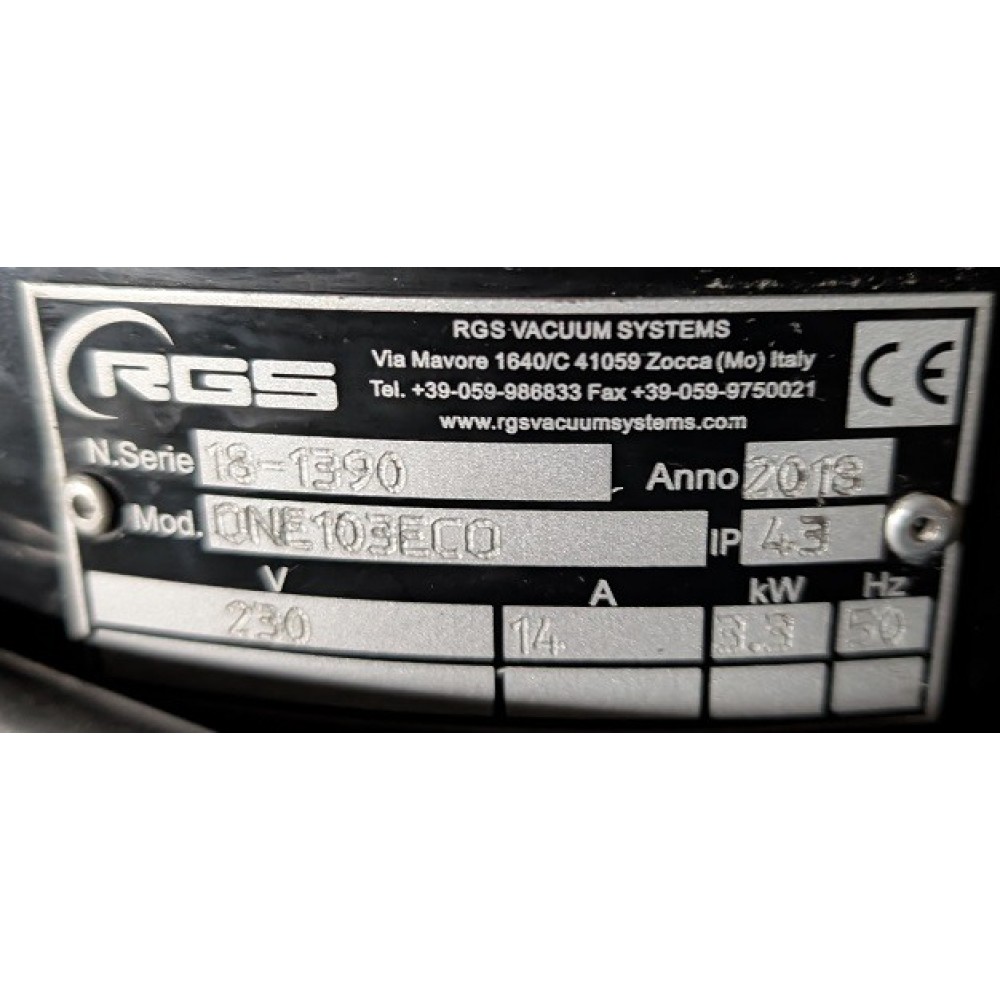 RGS
RGS VACUUM SYSTEMS
Via Mavore 1640/C 41059 Zocca (Mo) Italy
Tel. +39-059-986833 Fax +39-059-9750021
www.rgsvacuumsystems.com
CE
N.Serie 18-1390 Anno 2018
Mod. ONE103ECO IP 43
V A kW Hz
230 14 3.3 50